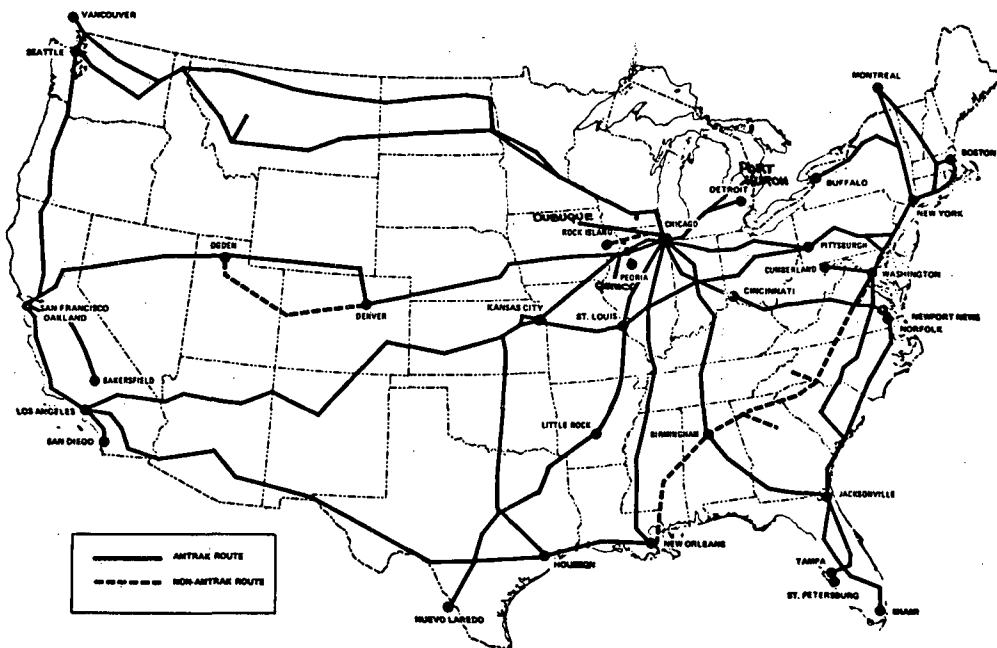 VANCOUVER
SEATTLE
MONTREAL
BOSTON
PORT
HURON
BUFFALO
DETROIT
NEW YORK
DUBUQUE
CHICAGO
ROCK ISLAND
OGDEN
PITTSBURGH
PEORIA
CUMBERLAND
WASHINGTON
QUINCY
CINCINNATI
SAN FRANCISCO
OAKLAND
DENVER
KANSAS CITY
ST. LOUIS
NEWPORT NEWS
NORFOLK
BAKERSFIELD
LOS ANGELES
SAN DIEGO
LITTLE ROCK
BIRMINGHAM
JACKSONVILLE
NEW ORLEANS
AMTRAK ROUTE
HOUSTON
TAMPA
NON-AMTRAK ROUTE
ST. PETERSBURG
MIAMI
NUEVO LAREDO